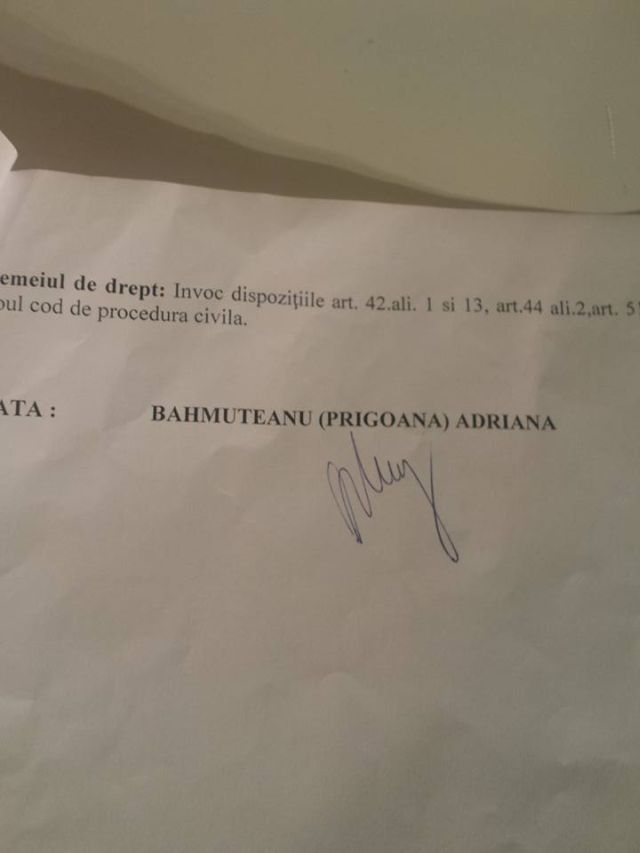 emeiul de drept: Invoc dispozițiile art. 42.ali. 1 si 13, art.44 ali.2,art. 5
oul cod de procedura civila.
ATA : BAHMUTEANU (PRIGOANA) ADRIANA